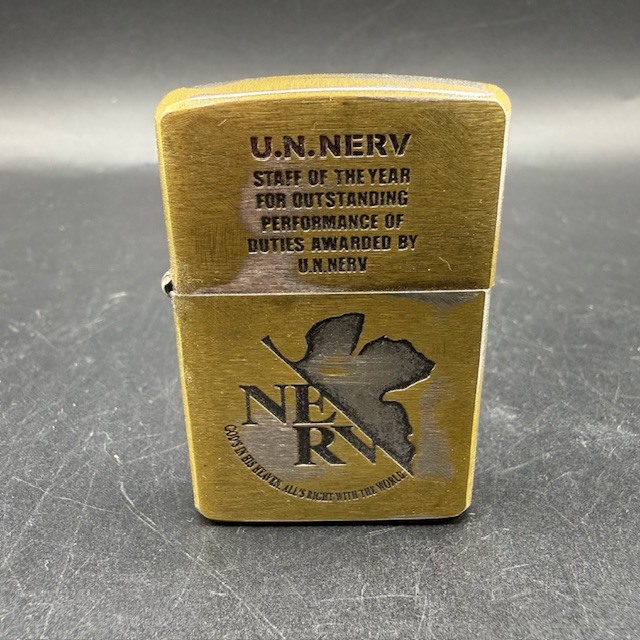 U.N.NERV
STAFF OF THE YEAR
FOR OUTSTANDING
PERFORMANCE OF
DUTIES AWARDED BY
U.N.NERV
NERV
GOD'S IN HIS HEAVEN. ALL'S RIGHT WITH THE WORLD.